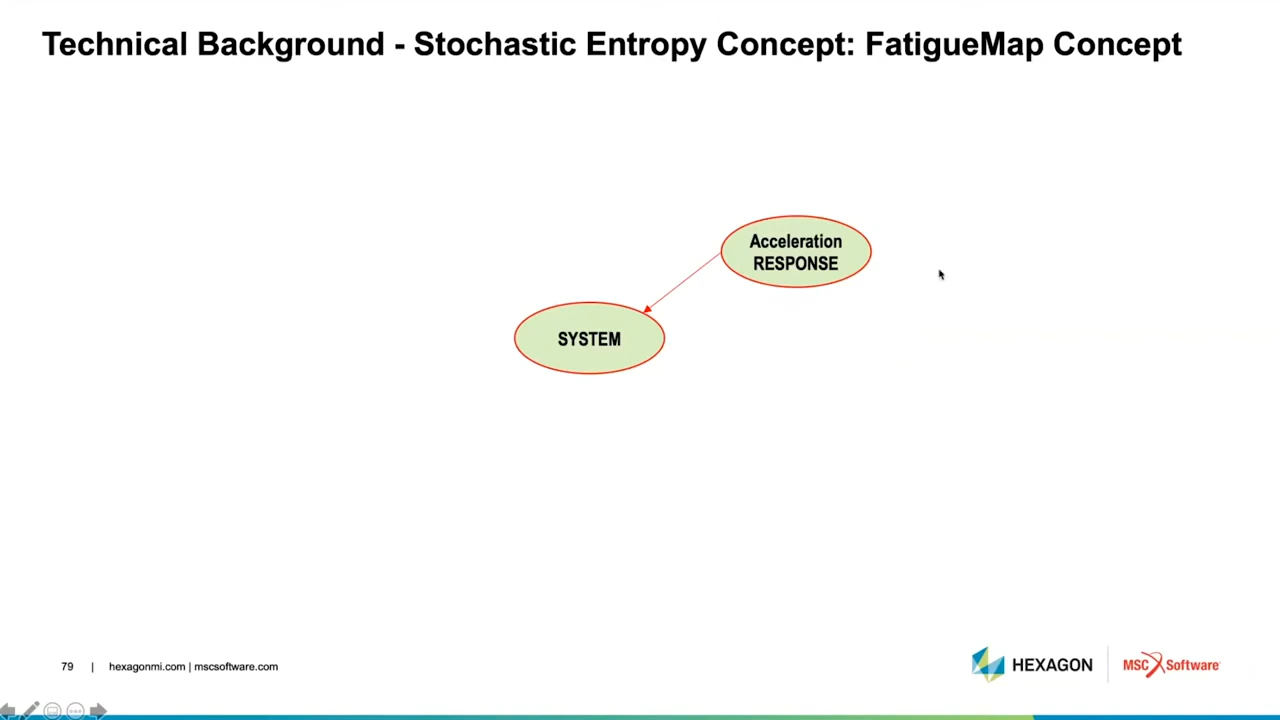 Technical Background - Stochastic Entropy Concept: FatigueMap Concept
Acceleration
RESPONSE
SYSTEM
79 | hexagonmi.com | mscsoftware.com
HEXAGON
MSC Software